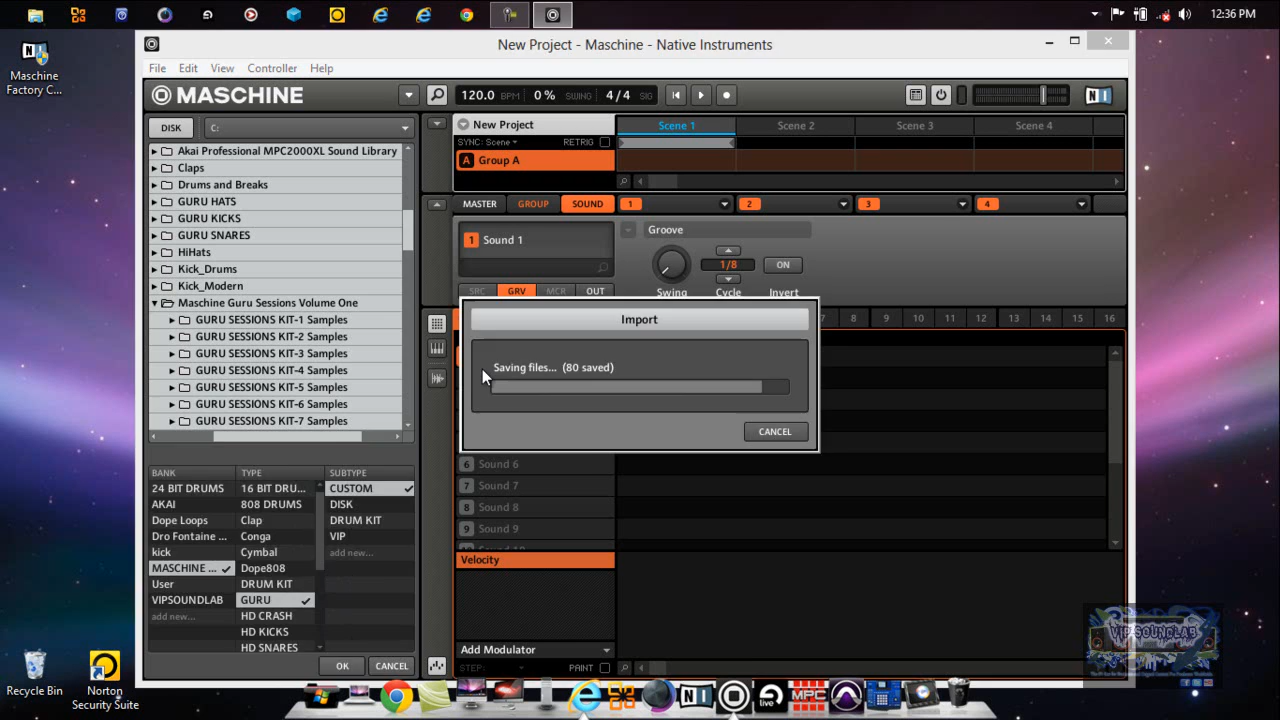 12:36 PM
Maschine
Factory C...
New Project - Maschine - Native Instruments
File Edit View Controller Help
MASCHINE
120.0 BPM 0% SWING 4/4 SIG
DISK C:
New Project Scene 1 Scene 2 Scene 3 Scene 4
SYNC: Scene RETRIG
A Group A
Akai Professional MPC2000XL Sound Library
Claps
Drums and Breaks
GURU HATS
GURU KICKS
GURU SNARES
HiHats
Kick_Drums
Kick_Modern
Maschine Guru Sessions Volume One
GURU SESSIONS KIT-1 Samples
GURU SESSIONS KIT-2 Samples
GURU SESSIONS KIT-3 Samples
GURU SESSIONS KIT-4 Samples
GURU SESSIONS KIT-5 Samples
GURU SESSIONS KIT-6 Samples
GURU SESSIONS KIT-7 Samples
MASTER GROUP SOUND 1 2 3 4
1 Sound 1
Groove
1/8 ON
Swing Cycle Invert
SRC GRV MCR OUT
7 8 9 10 11 12 13 14 15 16
Import
Saving files... (80 saved)
CANCEL
6 Sound 6
7 Sound 7
8 Sound 8
9 Sound 9
Sound 10
Velocity
Add Modulator
STEP: PAINT
BANK TYPE SUBTYPE
24 BIT DRUMS 16 BIT DRU... CUSTOM
AKAI 808 DRUMS DISK
Dope Loops Clap DRUM KIT
Dro Fontaine ... Conga VIP
kick Cymbal add new...
MASCHINE ... Dope808
User DRUM KIT
VIPSOUNDLAB GURU
add new... HD CRASH
HD KICKS
HD SNARES
OK CANCEL
VIP SOUNDLAB
Recycle Bin
Norton
Security Suite
live
MPC